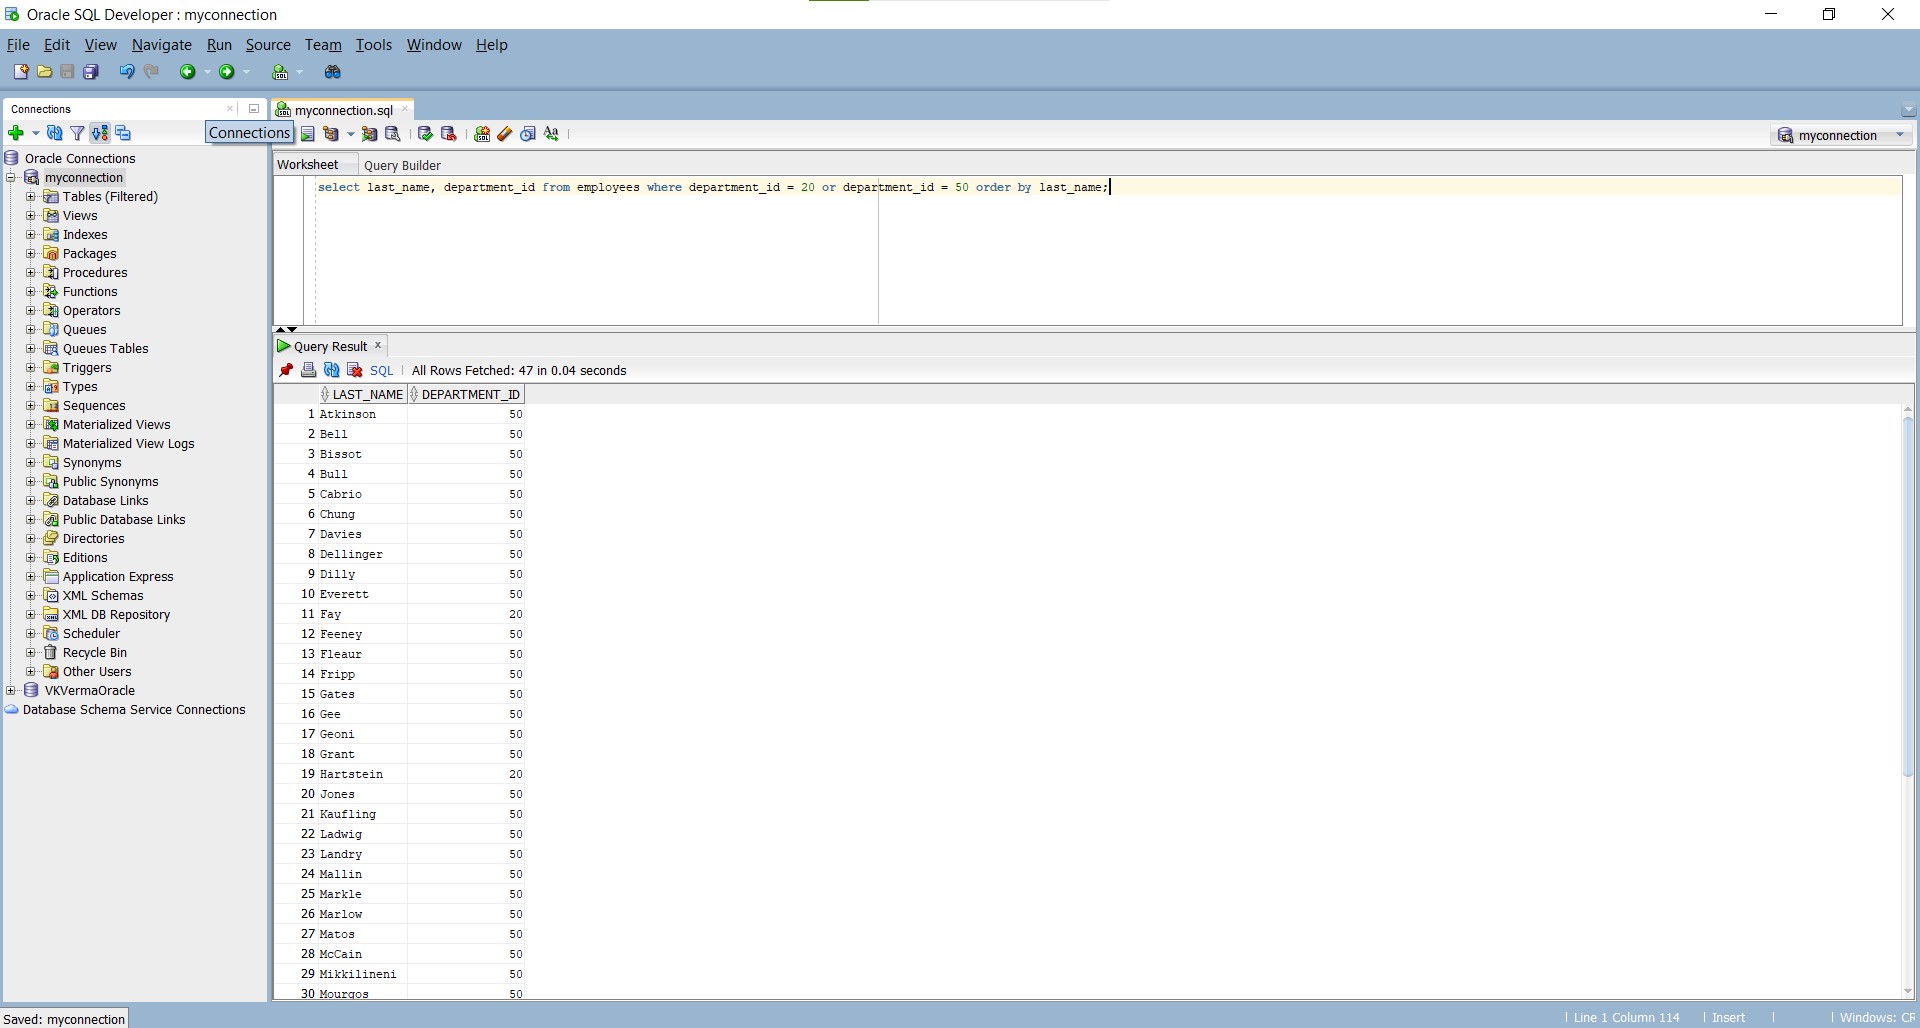 Oracle SQL Developer : myconnection
File Edit View Navigate Run Source Team Tools Window Help
Connections
myconnection.sql
Connections
myconnection
Worksheet Query Builder
select last_name, department_id from employees where department_id = 20 or department_id = 50 order by last_name;
Oracle Connections
myconnection
Tables (Filtered)
Views
Indexes
Packages
Procedures
Functions
Operators
Queues
Queues Tables
Triggers
Types
Sequences
Materialized Views
Materialized View Logs
Synonyms
Public Synonyms
Database Links
Public Database Links
Directories
Editions
Application Express
XML Schemas
XML DB Repository
Scheduler
Recycle Bin
Other Users
VKVermaOracle
Database Schema Service Connections
Query Result
SQL All Rows Fetched: 47 in 0.04 seconds
LAST_NAME DEPARTMENT_ID
1 Atkinson 50
2 Bell 50
3 Bissot 50
4 Bull 50
5 Cabrio 50
6 Chung 50
7 Davies 50
8 Dellinger 50
9 Dilly 50
10 Everett 50
11 Fay 20
12 Feeney 50
13 Fleaur 50
14 Fripp 50
15 Gates 50
16 Gee 50
17 Geoni 50
18 Grant 50
19 Hartstein 20
20 Jones 50
21 Kaufling 50
22 Ladwig 50
23 Landry 50
24 Mallin 50
25 Markle 50
26 Marlow 50
27 Matos 50
28 McCain 50
29 Mikkilineni 50
30 Mourgos 50
Saved: myconnection
Line 1 Column 114 Insert Windows: CR